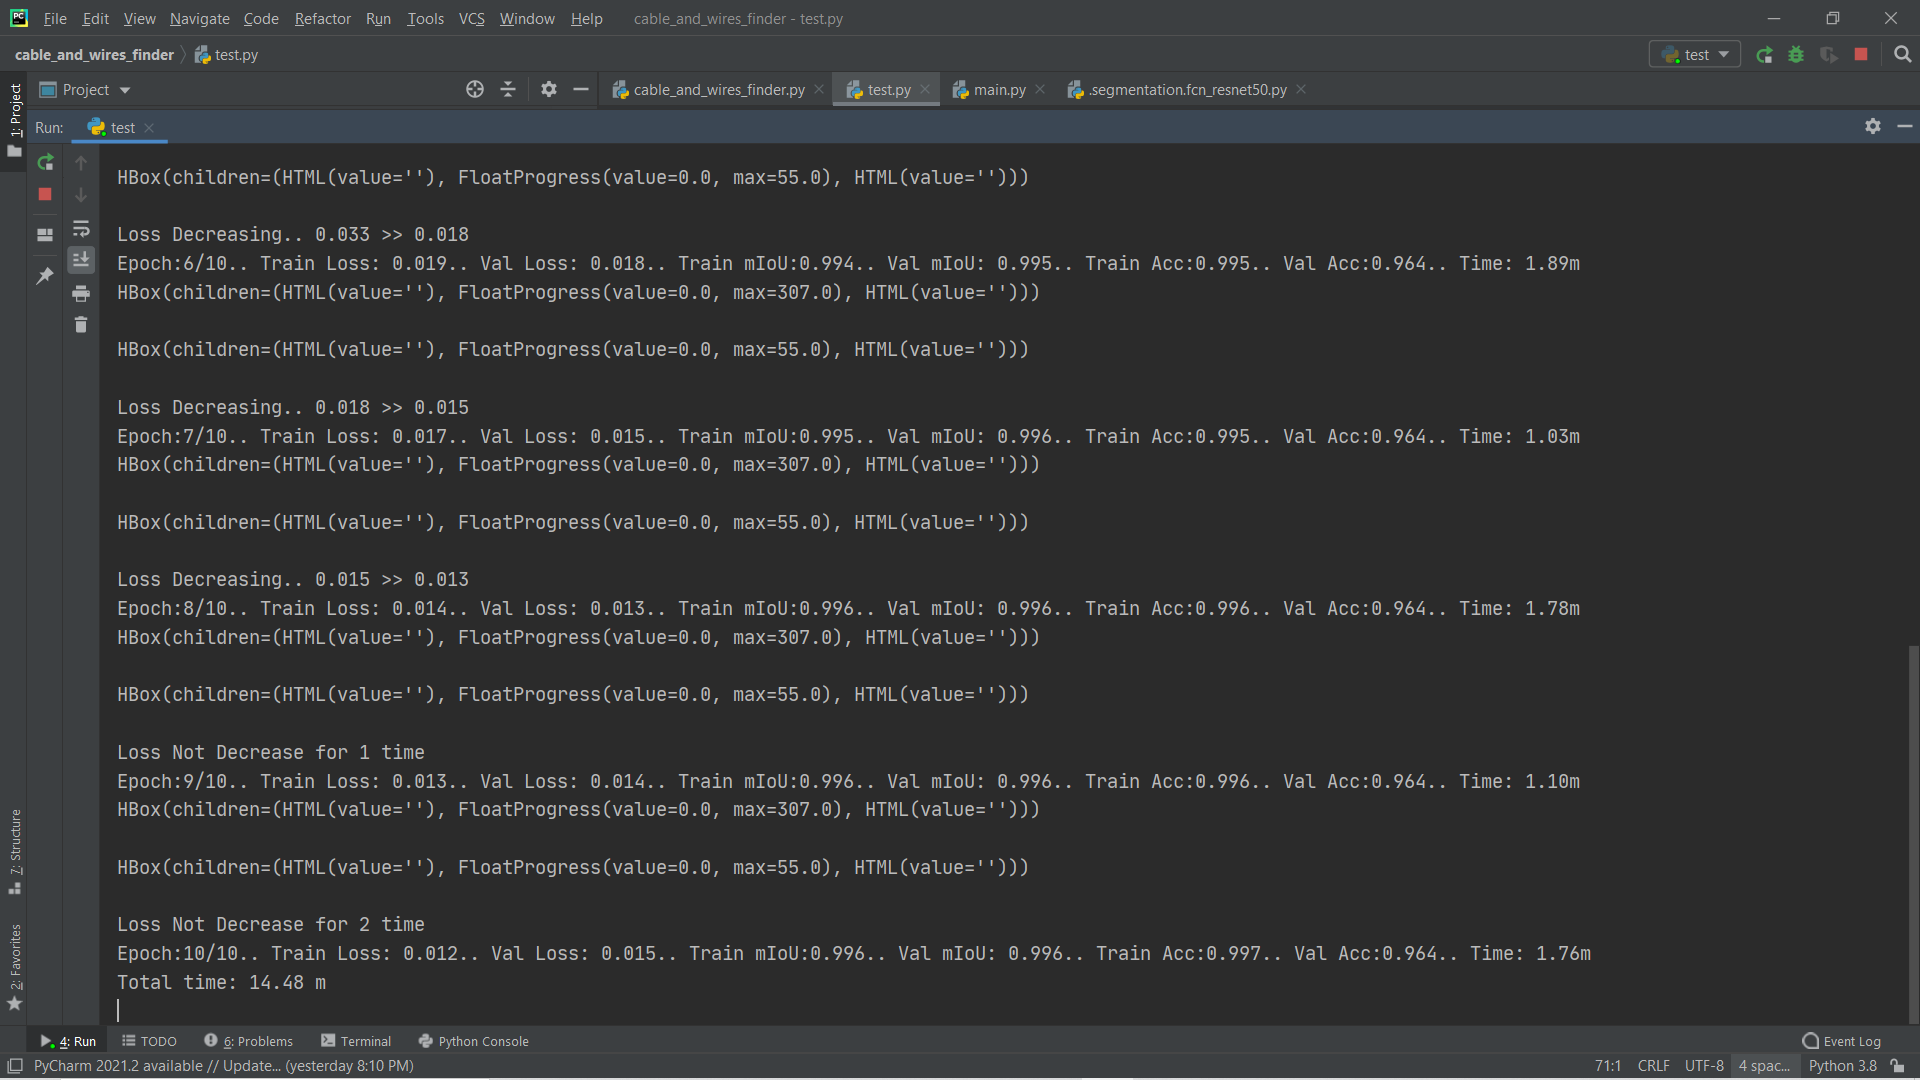 File Edit View Navigate Code Refactor Run Tools VCS Window Help cable_and_wires_finder - test.py
cable_and_wires_finder test.py test
1: Project
Project cable_and_wires_finder.py test.py main.py .segmentation.fcn_resnet50.py
Run: test
HBox(children=(HTML(value=''), FloatProgress(value=0.0, max=55.0), HTML(value='')))
Loss Decreasing.. 0.033 >> 0.018
Epoch:6/10.. Train Loss: 0.019.. Val Loss: 0.018.. Train mIoU:0.994.. Val mIoU: 0.995.. Train Acc:0.995.. Val Acc:0.964.. Time: 1.89m
HBox(children=(HTML(value=''), FloatProgress(value=0.0, max=307.0), HTML(value='')))
HBox(children=(HTML(value=''), FloatProgress(value=0.0, max=55.0), HTML(value='')))
Loss Decreasing.. 0.018 >> 0.015
Epoch:7/10.. Train Loss: 0.017.. Val Loss: 0.015.. Train mIoU:0.995.. Val mIoU: 0.996.. Train Acc:0.995.. Val Acc:0.964.. Time: 1.03m
HBox(children=(HTML(value=''), FloatProgress(value=0.0, max=307.0), HTML(value='')))
HBox(children=(HTML(value=''), FloatProgress(value=0.0, max=55.0), HTML(value='')))
Loss Decreasing.. 0.015 >> 0.013
Epoch:8/10.. Train Loss: 0.014.. Val Loss: 0.013.. Train mIoU:0.996.. Val mIoU: 0.996.. Train Acc:0.996.. Val Acc:0.964.. Time: 1.78m
HBox(children=(HTML(value=''), FloatProgress(value=0.0, max=307.0), HTML(value='')))
HBox(children=(HTML(value=''), FloatProgress(value=0.0, max=55.0), HTML(value='')))
Loss Not Decrease for 1 time
Epoch:9/10.. Train Loss: 0.013.. Val Loss: 0.014.. Train mIoU:0.996.. Val mIoU: 0.996.. Train Acc:0.996.. Val Acc:0.964.. Time: 1.10m
HBox(children=(HTML(value=''), FloatProgress(value=0.0, max=307.0), HTML(value='')))
HBox(children=(HTML(value=''), FloatProgress(value=0.0, max=55.0), HTML(value='')))
Loss Not Decrease for 2 time
Epoch:10/10.. Train Loss: 0.012.. Val Loss: 0.015.. Train mIoU:0.996.. Val mIoU: 0.996.. Train Acc:0.997.. Val Acc:0.964.. Time: 1.76m
Total time: 14.48 m
7: Structure
2: Favorites
4: Run TODO 6: Problems Terminal Python Console Event Log
PyCharm 2021.2 available // Update... (yesterday 8:10 PM) 71:1 CRLF UTF-8 4 spac... Python 3.8